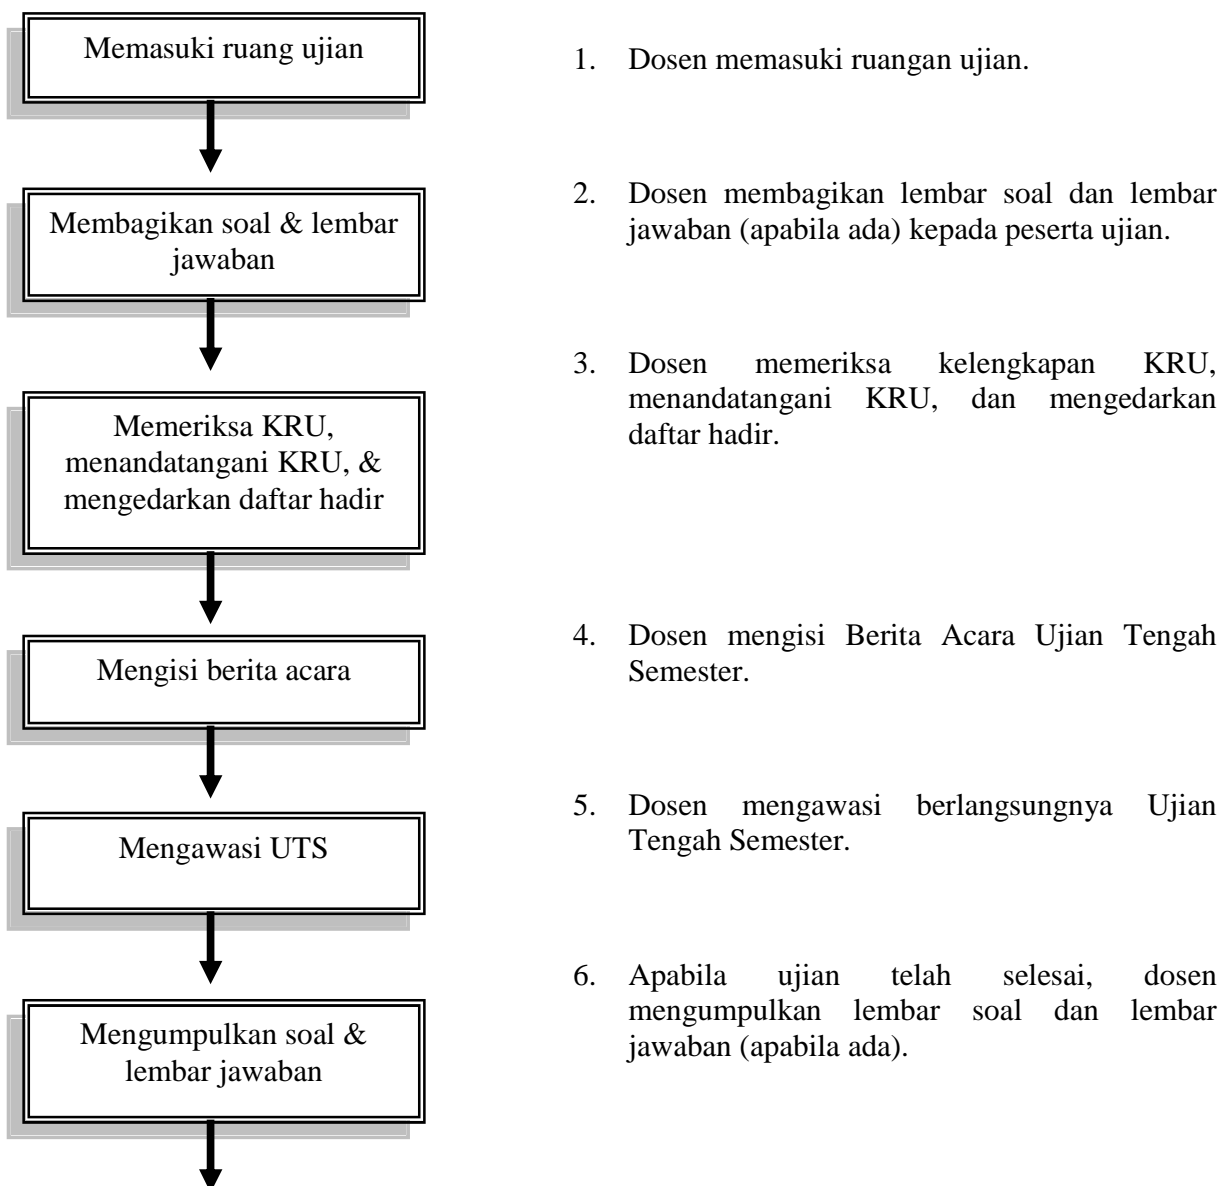 Memasuki ruang ujian
1. Dosen memasuki ruangan ujian.
Membagikan soal & lembar
jawaban
2. Dosen membagikan lembar soal dan lembar
jawaban (apabila ada) kepada peserta ujian.
Memeriksa KRU,
menandatangani KRU, &
mengedarkan daftar hadir
3. Dosen memeriksa kelengkapan KRU,
menandatangani KRU, dan mengedarkan
daftar hadir.
Mengisi berita acara
4. Dosen mengisi Berita Acara Ujian Tengah
Semester.
Mengawasi UTS
5. Dosen mengawasi berlangsungnya Ujian
Tengah Semester.
Mengumpulkan soal &
lembar jawaban
6. Apabila ujian telah selesai, dosen
mengumpulkan lembar soal dan lembar
jawaban (apabila ada).